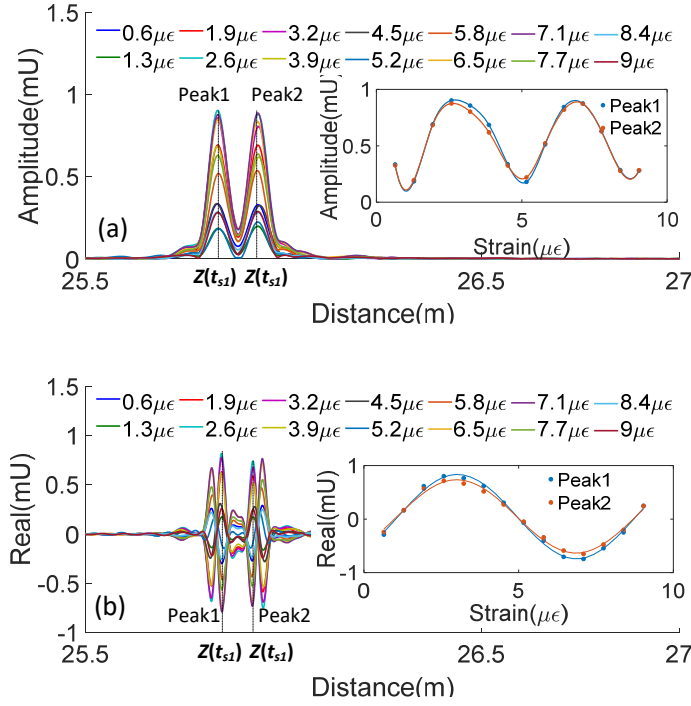 1.5
0.6με 1.9με 3.2με 4.5με 5.8με 7.1με 8.4με
1.3με 2.6με 3.9με 5.2με 6.5με 7.7με 9με
Amplitude(mU)
1
0.5
0
Peak1 Peak2
(a)
Z(ts1) Z(ts1)
Amplitude(mU)
1
0.5
0
Peak1
Peak2
0 5 10
Strain(με)
25.5 26.5 27
Distance(m)
1.5
0.6με 1.9με 3.2με 4.5με 5.8με 7.1με 8.4με
1.3με 2.6με 3.9με 5.2με 6.5με 7.7με 9με
Real(mU)
1
0.5
0
-0.5
-1
Peak1 Peak2
(b)
Z(ts1) Z(ts1)
Real(mU)
1
0
-1
Peak1
Peak2
0 5 10
Strain(με)
25.5 26.5 27
Distance(m)